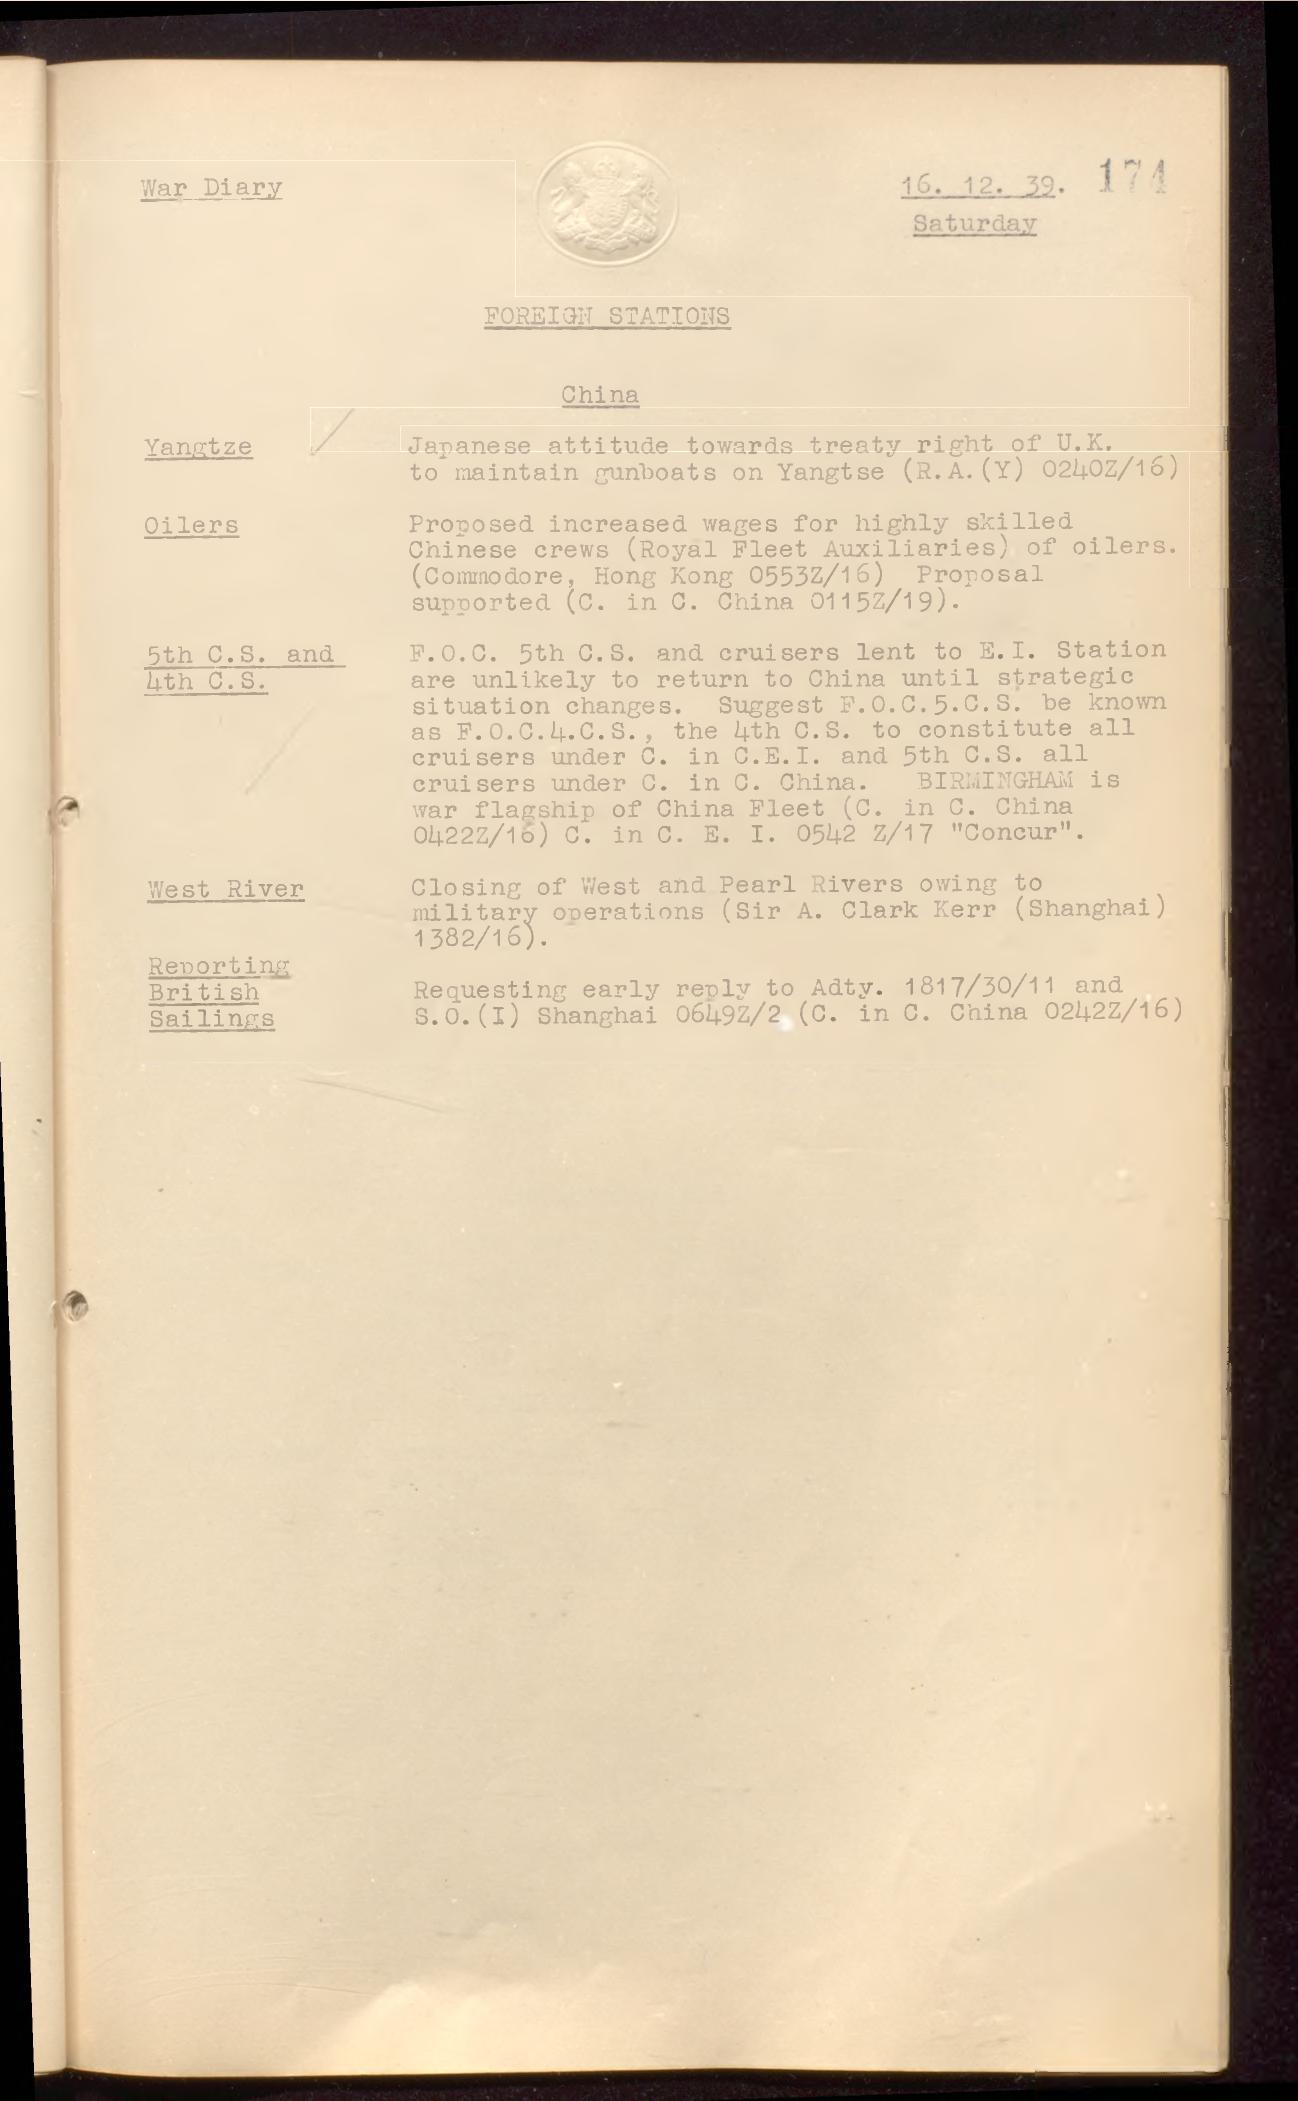 War Diary
16. 12. 39. 174
Saturday
FOREIGN STATIONS
China
Yangtze
Japanese attitude towards treaty right of U.K.
to maintain gunboats on Yangtse (R.A.(Y) 0240Z/16)
Oilers
Proposed increased wages for highly skilled
Chinese crews (Royal Fleet Auxiliaries) of oilers.
(Commodore, Hong Kong 0553Z/16) Proposal
supported (C. in C. China 0115Z/19).
5th C.S. and
4th C.S.
F.O.C. 5th C.S. and cruisers lent to E.I. Station
are unlikely to return to China until strategic
situation changes. Suggest F.O.C.5.C.S. be known
as F.O.C.4.C.S., the 4th C.S. to constitute all
cruisers under C. in C.E.I. and 5th C.S. all
cruisers under C. in C. China. BIRMINGHAM is
war flagship of China Fleet (C. in C. China
0422Z/16) C. in C. E. I. 0542 Z/17 "Concur".
West River
Closing of West and Pearl Rivers owing to
military operations (Sir A. Clark Kerr (Shanghai)
1382/16).
Reporting
British
Sailings
Requesting early reply to Adty. 1817/30/11 and
S.O.(I) Shanghai 0649Z/2 (C. in C. China 0242Z/16)